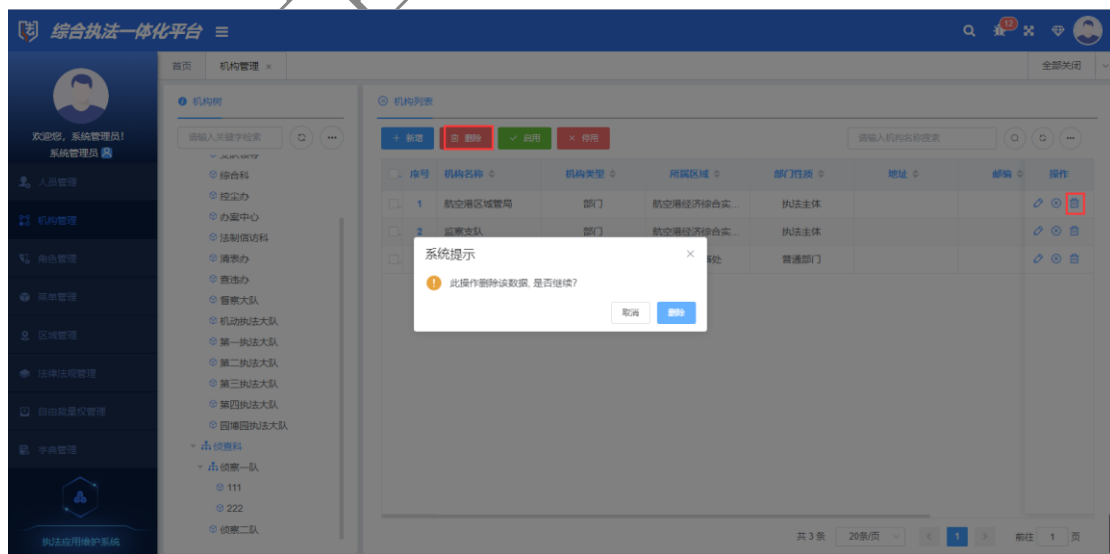 综合执法一体化平台
12
首页 机构管理 × 全部关闭
欢迎您，系统管理员!
系统管理员
人员管理
机构管理
角色管理
菜单管理
区域管理
法律法规管理
自由裁量权管理
字典管理
执法应用维护系统
机构树
请输入关键字检索
支队领导
综合科
控尘办
办案中心
法制信访科
清表办
查违办
督察大队
机动执法大队
第一执法大队
第二执法大队
第三执法大队
第四执法大队
园博园执法大队
侦查科
侦察一队
111
222
侦察二队
机构列表
+ 新增 删除 启用 × 停用 请输入机构名称搜索
序号 机构名称 机构类型 所属区域 部门性质 地址 邮编 操作
1 航空港区城管局 部门 航空港经济综合实... 执法主体
2 监察支队 部门 航空港经济综合实... 执法主体
处 普通部门
系统提示 ×
! 此操作删除该数据, 是否继续?
取消 删除
共 3 条 20条/页 < 1 > 前往 1 页